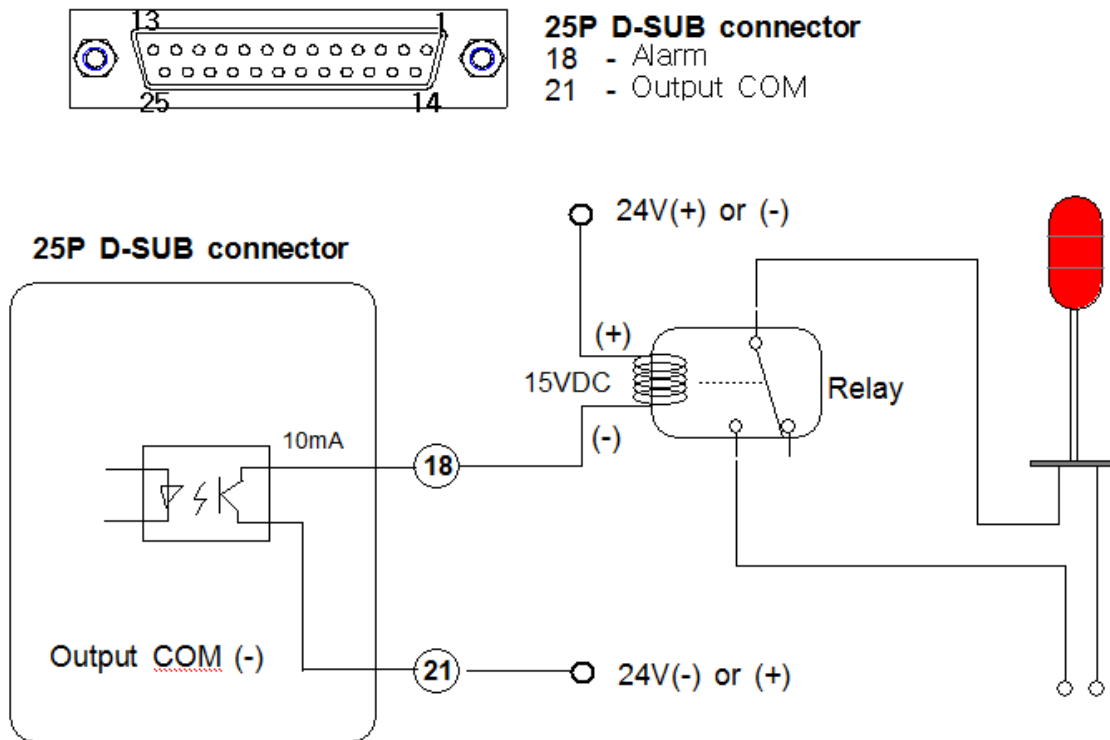 13
1
25
14
25P D-SUB connector
18 - Alarm
21 - Output COM
24V(+) or (-)
25P D-SUB connector
(+)
15VDC
Relay
(-)
10mA
18
Output COM (-)
21
24V(-) or (+)